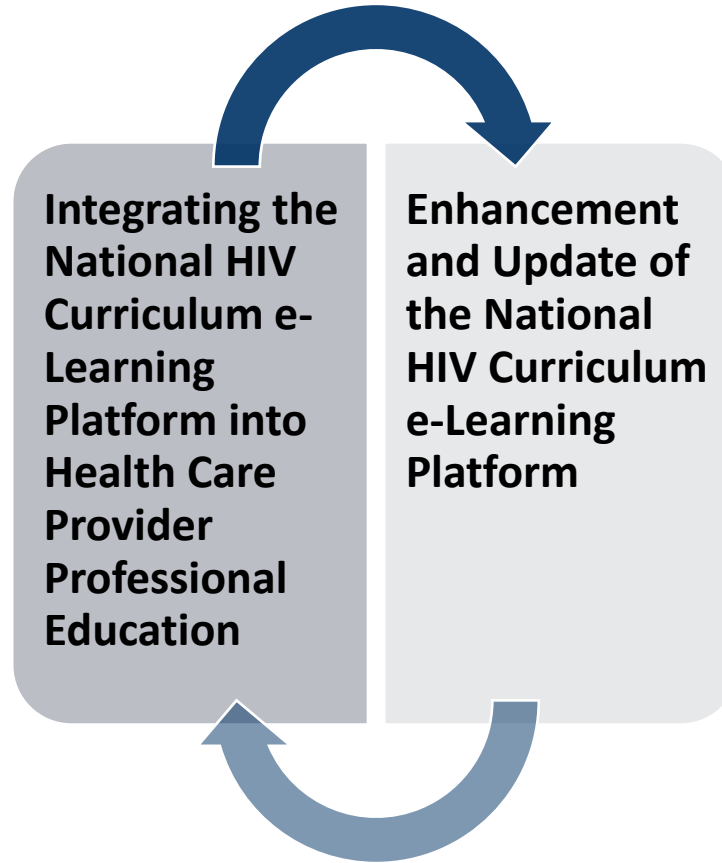 Integrating the
National HIV
Curriculum e-
Learning
Platform into
Health Care
Provider
Professional
Education
Enhancement
and Update of
the National
HIV Curriculum
e-Learning
Platform